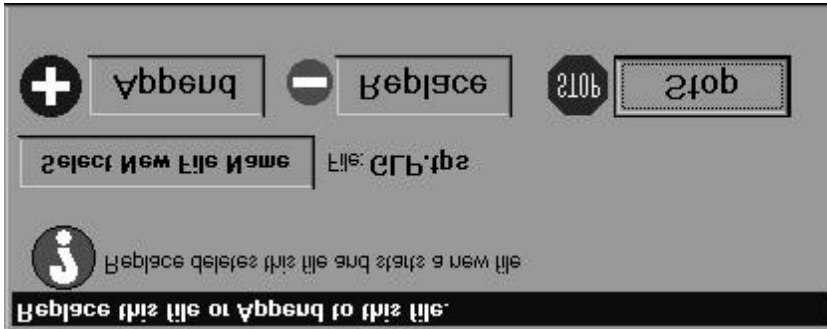 Replace this file or Append to this file.
Replace deletes this file and starts a new file
Select New File Name File: GLP.tps
Append Replace STOP Stop